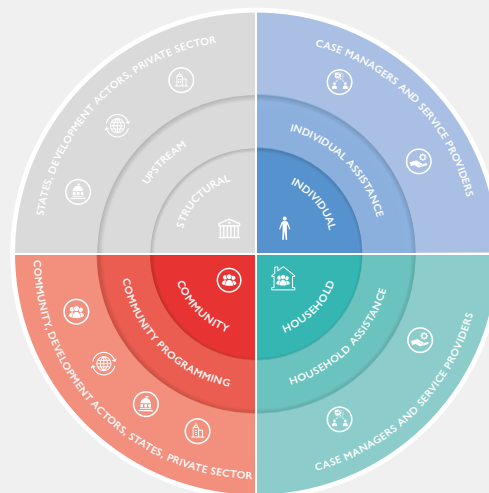 STATES, DEVELOPMENT ACTORS, PRIVATE SECTOR
UPSTREAM
STRUCTURAL
CASE MANAGERS AND SERVICE PROVIDERS
INDIVIDUAL ASSISTANCE
INDIVIDUAL
COMMUNITY, DEVELOPMENT ACTORS, STATES, PRIVATE SECTOR
COMMUNITY PROGRAMMING
COMMUNITY
HOUSEHOLD
HOUSEHOLD ASSISTANCE
CASE MANAGERS AND SERVICE PROVIDERS